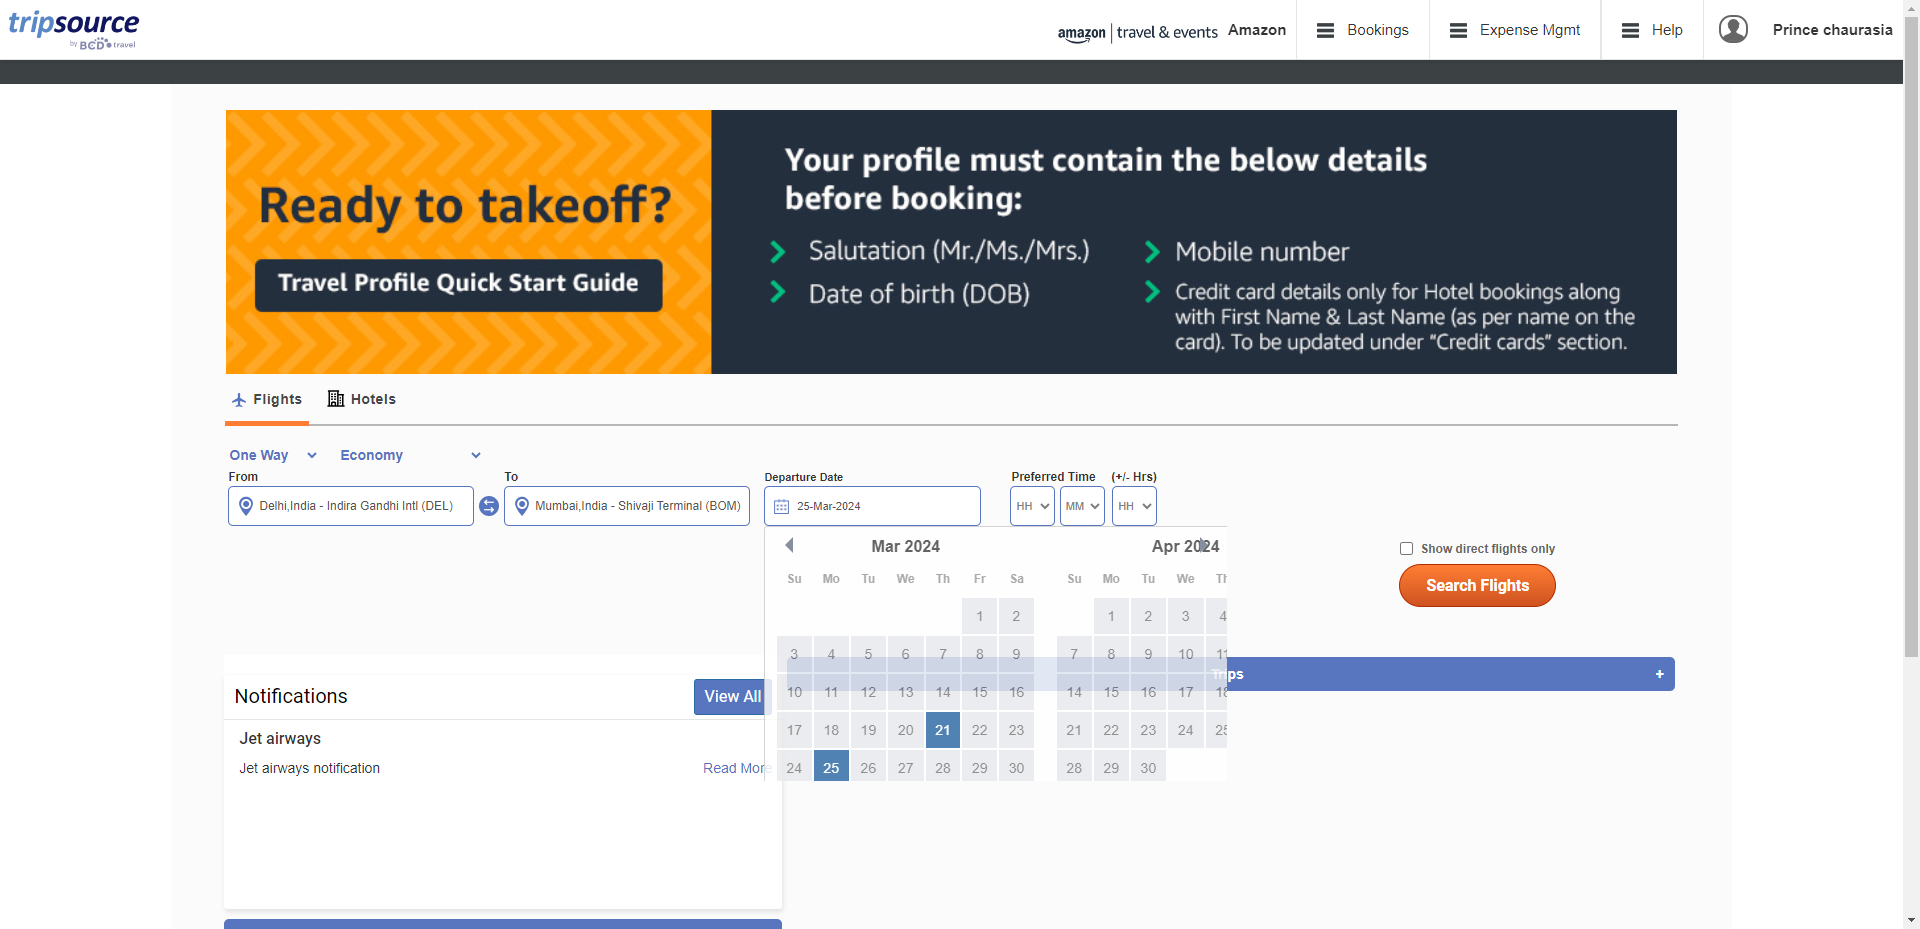 tripsource
by BCD travel
amazon | travel & events Amazon
Bookings
Expense Mgmt
Help
Prince chaurasia
Ready to takeoff?
Travel Profile Quick Start Guide
Your profile must contain the below details
before booking:
Salutation (Mr./Ms./Mrs.)
Date of birth (DOB)
Mobile number
Credit card details only for Hotel bookings along
with First Name & Last Name (as per name on the
card). To be updated under “Credit cards” section.
Flights Hotels
One Way Economy
From To Departure Date Preferred Time (+/- Hrs)
Delhi,India - Indira Gandhi Intl (DEL) Mumbai,India - Shivaji Terminal (BOM) 25-Mar-2024 HH MM HH
Mar 2024
Su Mo Tu We Th Fr Sa
1 2
3 4 5 6 7 8 9
10 11 12 13 14 15 16
17 18 19 20 21 22 23
24 25 26 27 28 29 30
Apr 2024
Su Mo Tu We Th
1 2 3 4
7 8 9 10 11
14 15 16 17 18
21 22 23 24 25
28 29 30
Show direct flights only
Search Flights
Trips +
Notifications View All
Jet airways
Jet airways notification Read More